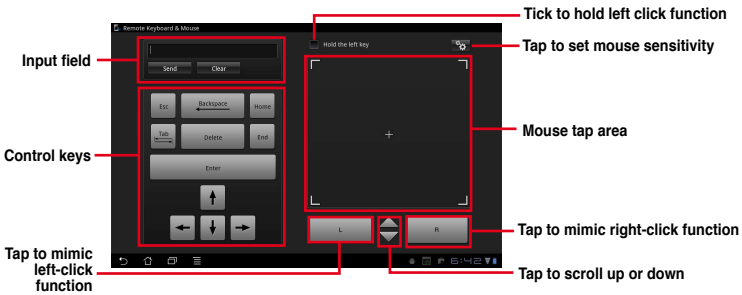 Tick to hold left click function
Remote Keyboard & Mouse
Hold the left key
Tap to set mouse sensitivity
Input field
Send Clear
Esc Backspace Home
Tab Delete End
Mouse tap area
Control keys
Enter
L R
Tap to mimic right-click function
Tap to mimic
left-click
function
6:42
Tap to scroll up or down